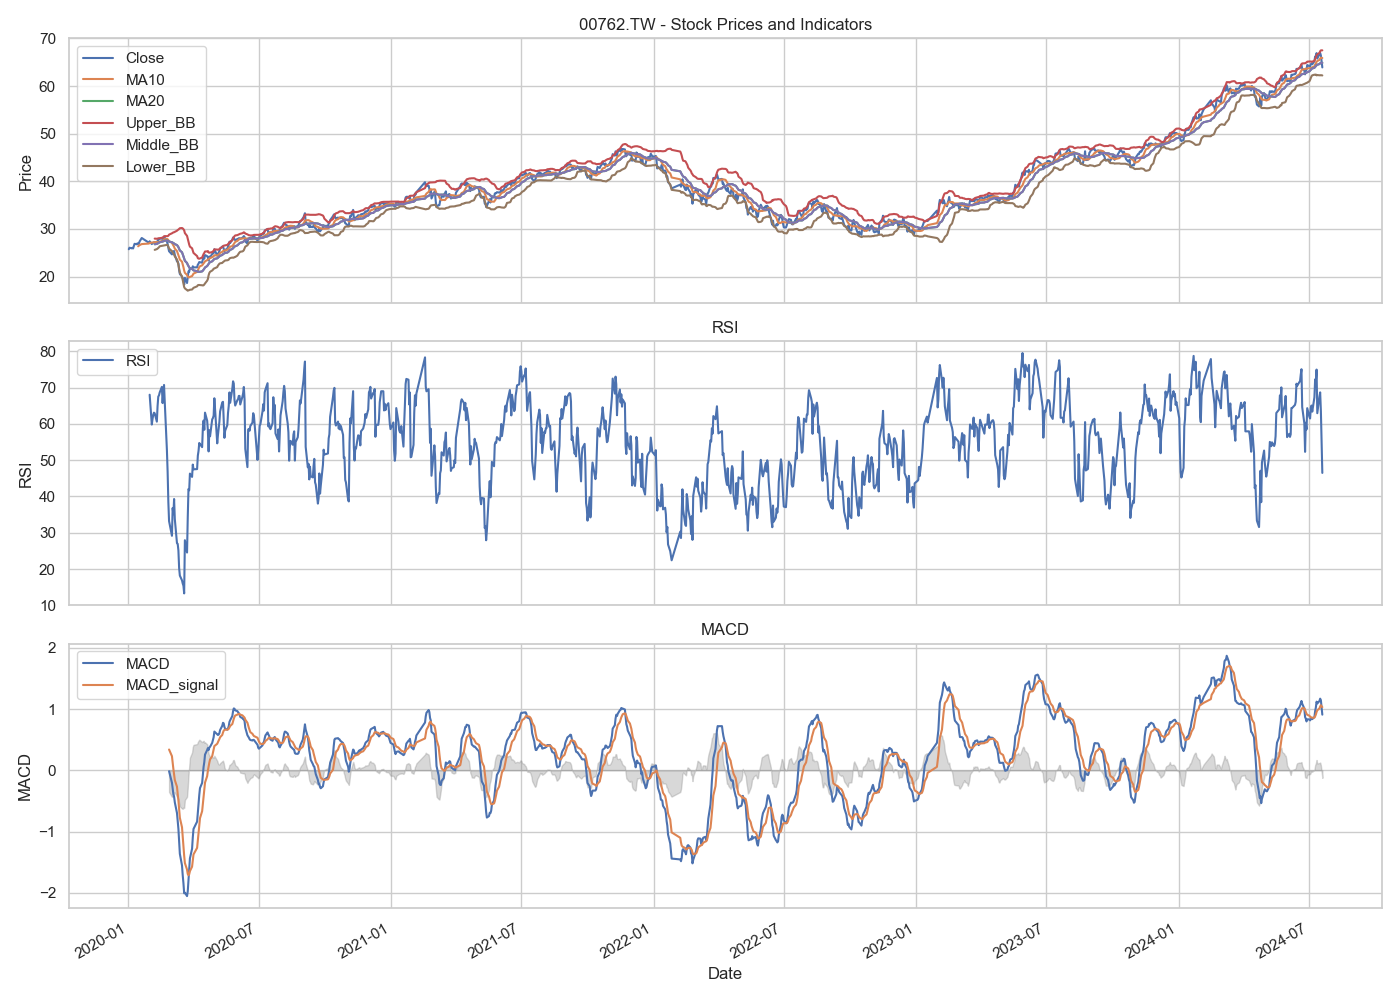 00762.TW - Stock Prices and Indicators
70
60
50
40
30
20
Price
Close
MA10
MA20
Upper_BB
Middle_BB
Lower_BB
RSI
80
70
60
50
40
30
20
10
RSI
RSI
MACD
2
1
0
−1
−2
MACD
MACD
MACD_signal
2020-01
2020-07
2021-01
2021-07
2022-01
2022-07
2023-01
2023-07
2024-01
2024-07
Date